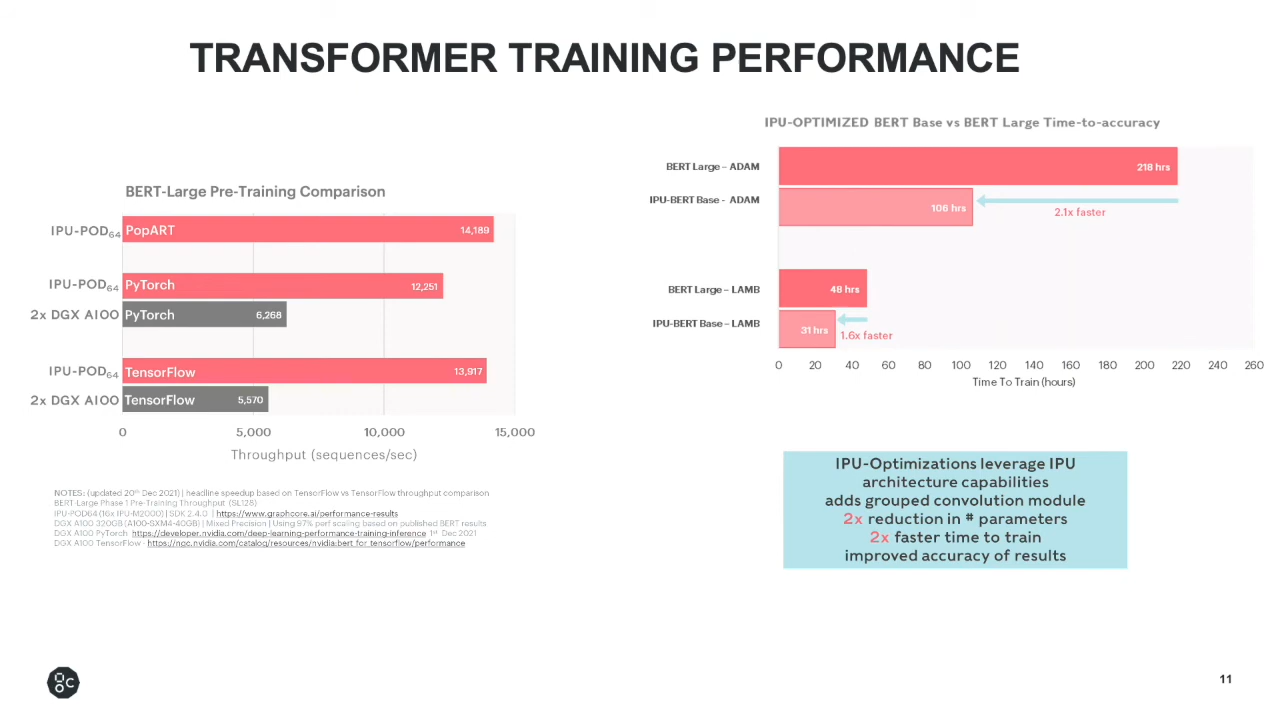 TRANSFORMER TRAINING PERFORMANCE
BERT-Large Pre-Training Comparison
IPU-POD64 PopART 14,189
IPU-POD64 PyTorch 12,251
2x DGX A100 PyTorch 6,268
IPU-POD64 TensorFlow 13,917
2x DGX A100 TensorFlow 5,570
0 5,000 10,000 15,000
Throughput (sequences/sec)
NOTES: (updated 20th Dec 2021) | headline speedup based on TensorFlow vs TensorFlow throughput comparison
BERT-Large Phase 1 Pre-Training Throughput (SL128)
IPU-POD64 (16x IPU-M2000) | SDK 2.4.0 | https://www.graphcore.ai/performance-results
DGX A100 320GB (A100-SXM4-40GB) | Mixed Precision | Using 97% perf scaling based on published BERT results
DGX A100 PyTorch https://developer.nvidia.com/deep-learning-performance-training-inference 1st Dec 2021
DGX A100 TensorFlow - https://ngc.nvidia.com/catalog/resources/nvidia:bert_for_tensorflow/performance
IPU-OPTIMIZED BERT Base vs BERT Large Time-to-accuracy
BERT Large – ADAM 218 hrs
IPU-BERT Base - ADAM 106 hrs
2.1x faster
BERT Large – LAMB 48 hrs
IPU-BERT Base – LAMB 31 hrs
1.6x faster
0 20 40 60 80 100 120 140 160 180 200 220 240 260
Time To Train (hours)
IPU-Optimizations leverage IPU
architecture capabilities
adds grouped convolution module
2x reduction in # parameters
2x faster time to train
improved accuracy of results
11